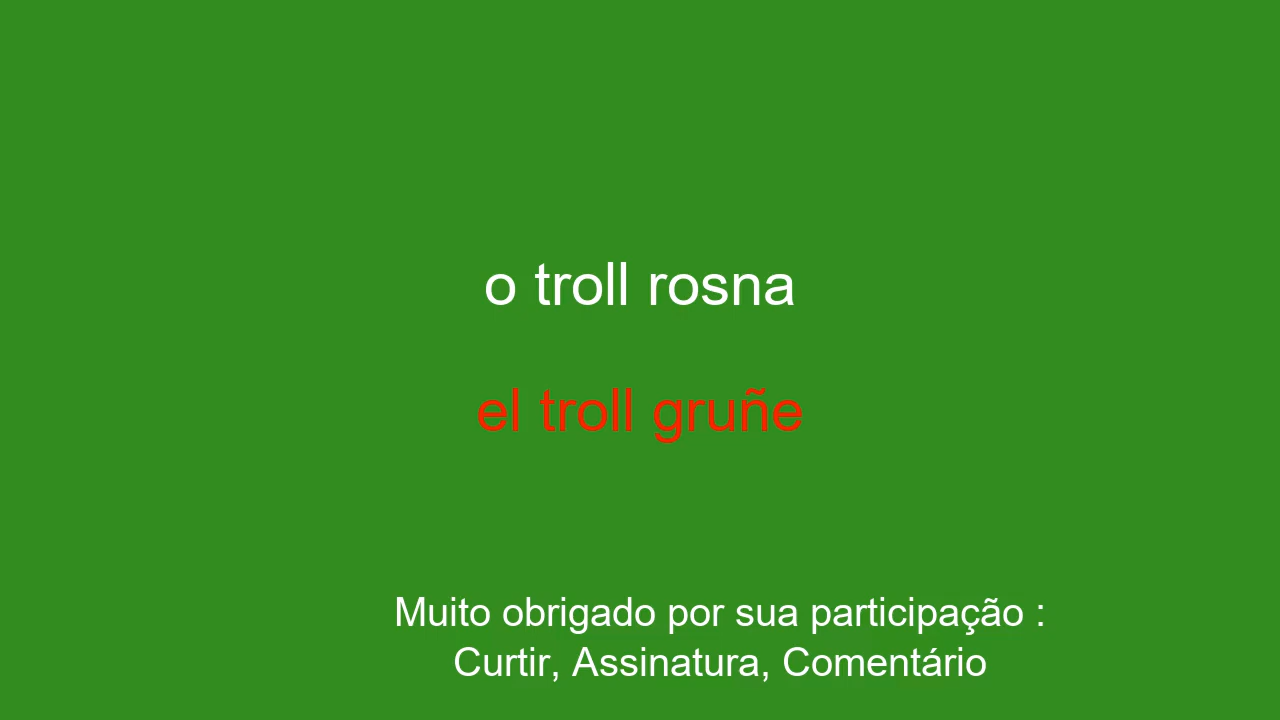 o troll rosna
el troll gruñe
Muito obrigado por sua participação :
Curtir, Assinatura, Comentário